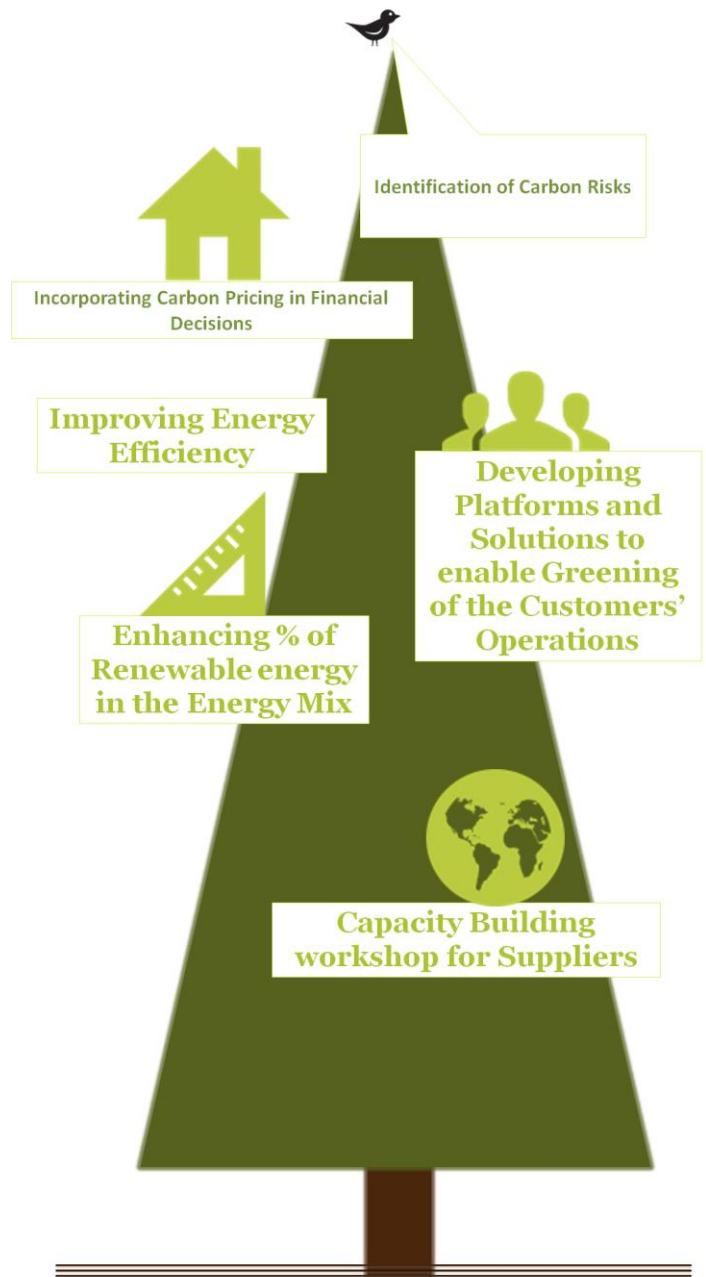 Identification of Carbon Risks
Incorporating Carbon Pricing in Financial
Decisions
Improving Energy
Efficiency
Developing
Platforms and
Solutions to
enable Greening
of the Customers’
Operations
Enhancing % of
Renewable energy
in the Energy Mix
Capacity Building
workshop for Suppliers